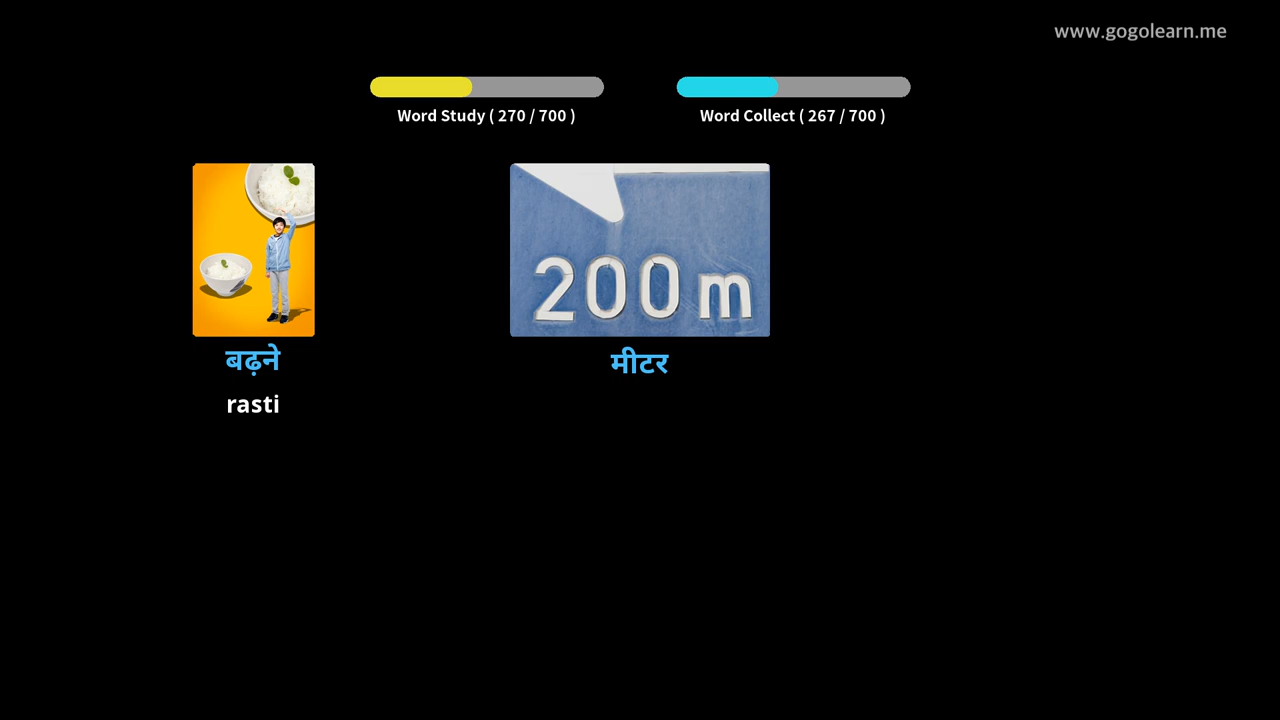 www.gogolearn.me
Word Study ( 270 / 700 )
Word Collect ( 267 / 700 )
200 m
बढ़ने
मीटर
rasti